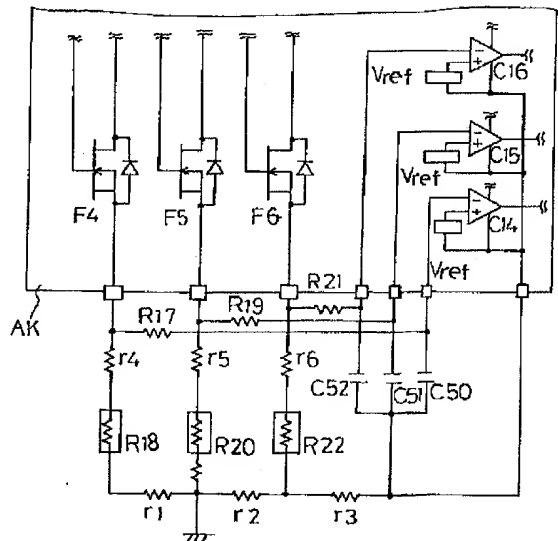 C16
Vref
C15
Vref
C14
Vref
F4
F5
F6
AK
R21
R19
R17
r4
r5
r6
C52
C51
C50
R18
R20
R22
r1
r2
r3